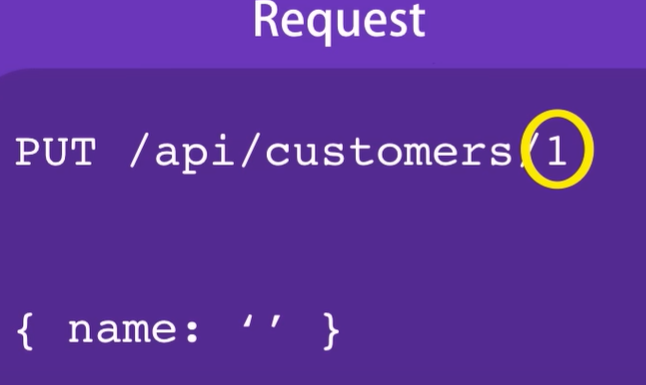 Request
PUT /api/customers/1
{ name: ‘’ }